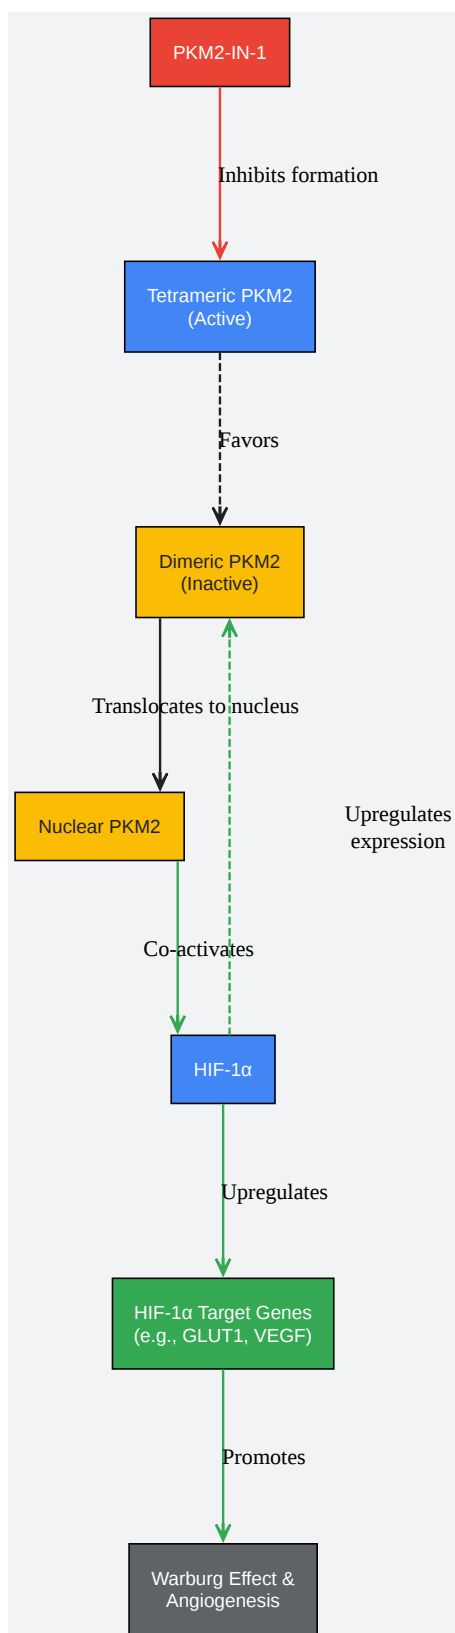 PKM2-IN-1
Inhibits formation
Tetrameric PKM2
(Active)
Favors
Dimeric PKM2
(Inactive)
Translocates to nucleus
Nuclear PKM2
Upregulates
expression
Co-activates
HIF-1α
Upregulates
HIF-1α Target Genes
(e.g., GLUT1, VEGF)
Promotes
Warburg Effect &
Angiogenesis